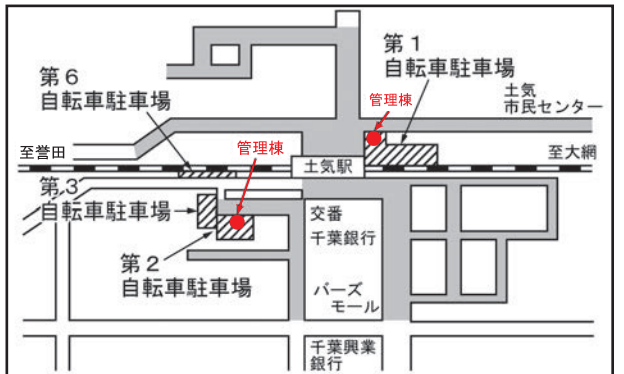 第1
自転車駐車場
第6
自転車駐車場
管理棟
土気
市民センター
至誉田
管理棟
土気駅
至大網
第3
自転車駐車場
交番
千葉銀行
第2
自転車駐車場
バーズ
モール
千葉興業
銀行